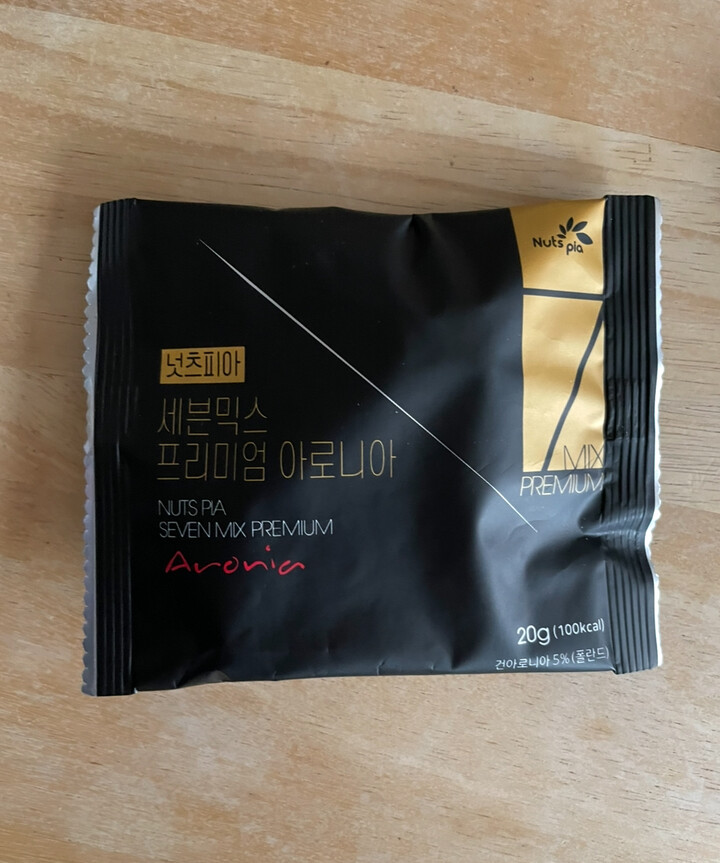 Nuts pia
넛츠피아
세븐믹스
프리미엄 아로니아
NUTS PIA
SEVEN MIX PREMIUM
Aronia
7
MIX
PREMIUM
20g (100kcal)
건아로니아 5% (폴란드)